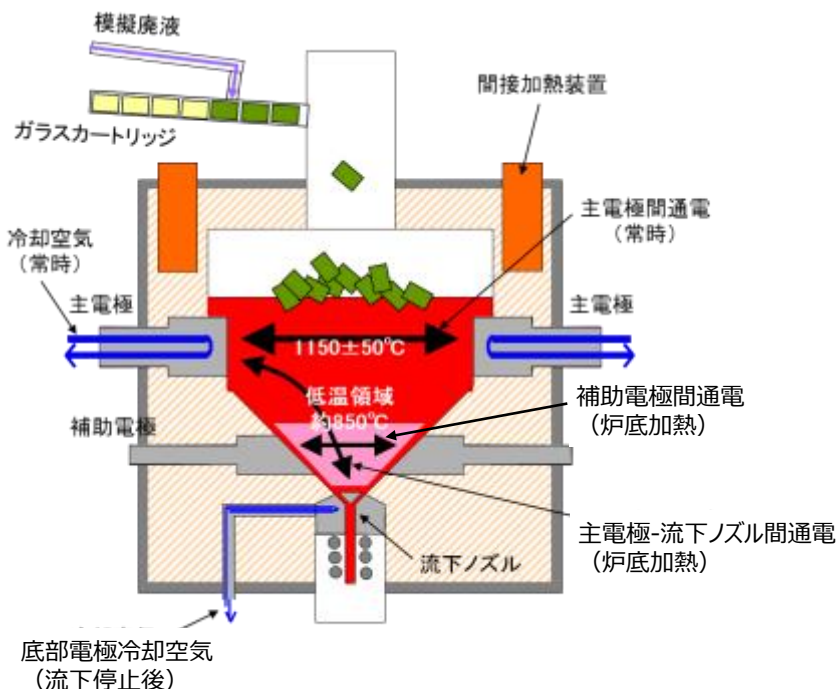 模擬廃液
ガラスカートリッジ
間接加熱装置
主電極間通電
(常時)
冷却空気
(常時)
主電極
主電極
1150±50℃
低温領域
約850℃
補助電極間通電
(炉底加熱)
補助電極
主電極-流下ノズル間通電
(炉底加熱)
流下ノズル
底部電極冷却空気
(流下停止後)